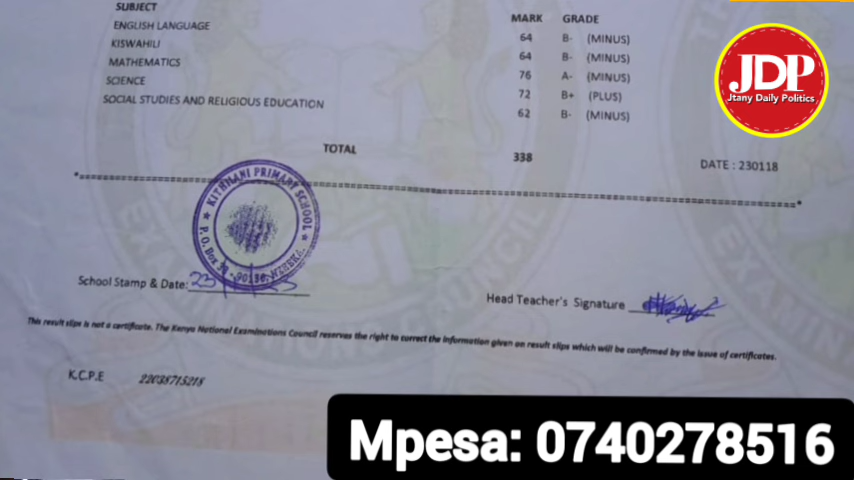 SUBJECT MARK GRADE
ENGLISH LANGUAGE 64 B- (MINUS)
KISWAHILI 64 B- (MINUS)
MATHEMATICS 76 A- (MINUS)
SCIENCE 72 B+ (PLUS)
SOCIAL STUDIES AND RELIGIOUS EDUCATION 62 B- (MINUS)
TOTAL 338
DATE : 230118
JDP
Jtany Daily Politics
KITHILANI PRIMARY SCHOOL
P.O. Box
School Stamp & Date:
Head Teacher's Signature
This result slips is not a certificate. The Kenya National Examinations Council reserves the right to correct the information given on result slips which will be confirmed by the issue of certificates.
K.C.P.E 22038715218
Mpesa: 0740278516